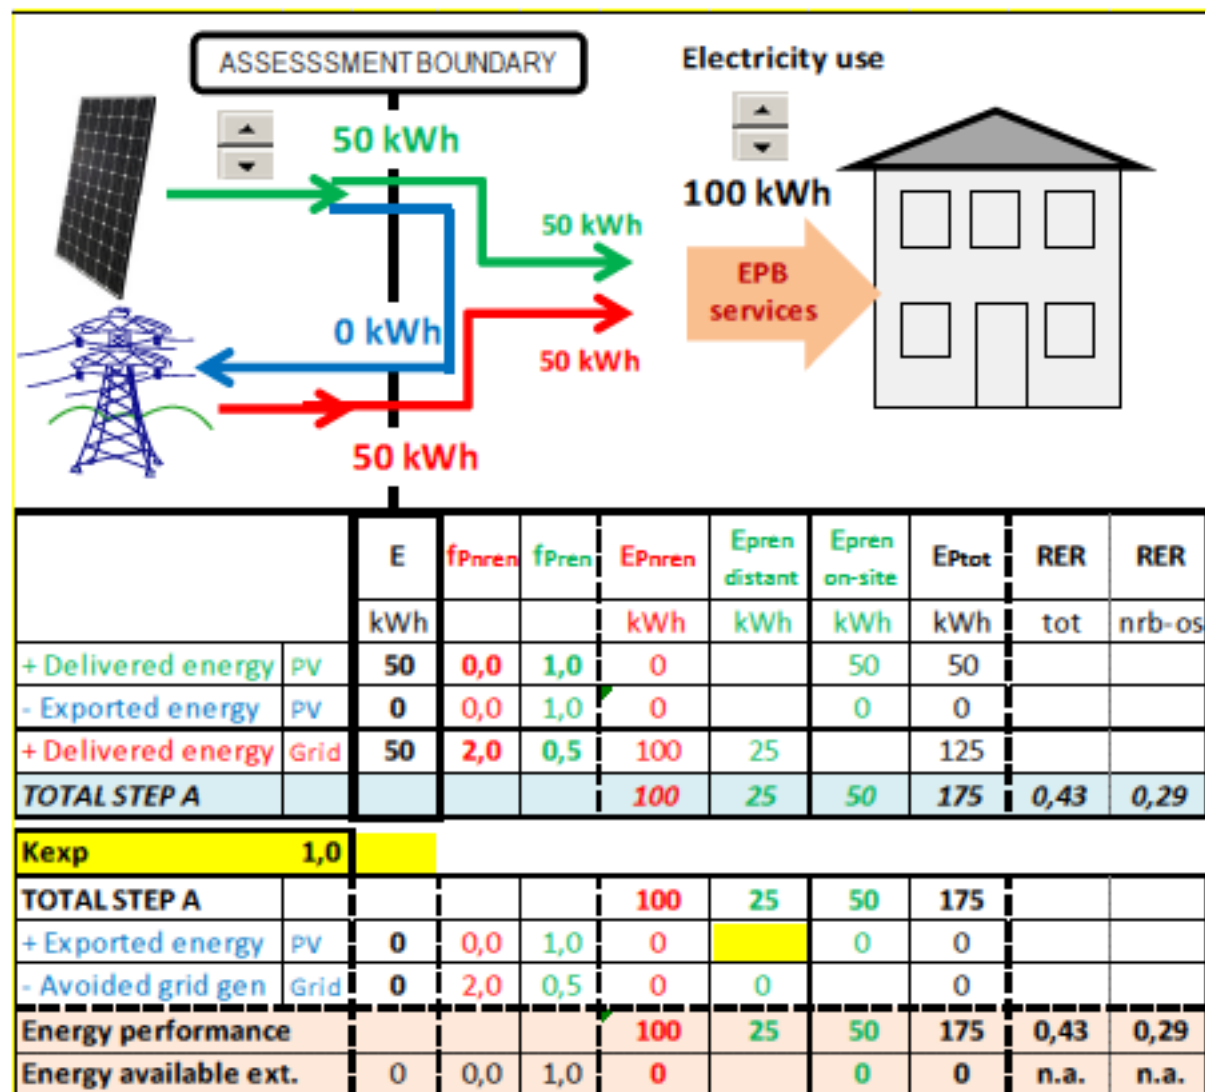 ASSESSSMENT BOUNDARY
Electricity use
50 kWh
100 kWh
50 kWh
EPB
services
0 kWh
50 kWh
50 kWh
E fPnren fPren EPnren Epren distant Epren on-site EPtot RER RER
kWh kWh kWh kWh kWh tot nrb-os
+ Delivered energy PV 50 0,0 1,0 0 50 50
- Exported energy PV 0 0,0 1,0 0 0 0
+ Delivered energy Grid 50 2,0 0,5 100 25 125
TOTAL STEP A 100 25 50 175 0,43 0,29
Kexp 1,0
TOTAL STEP A 100 25 50 175
+ Exported energy PV 0 0,0 1,0 0 0 0
- Avoided grid gen Grid 0 2,0 0,5 0 0 0
Energy performance 100 25 50 175 0,43 0,29
Energy available ext. 0 0,0 1,0 0 0 0 n.a. n.a.